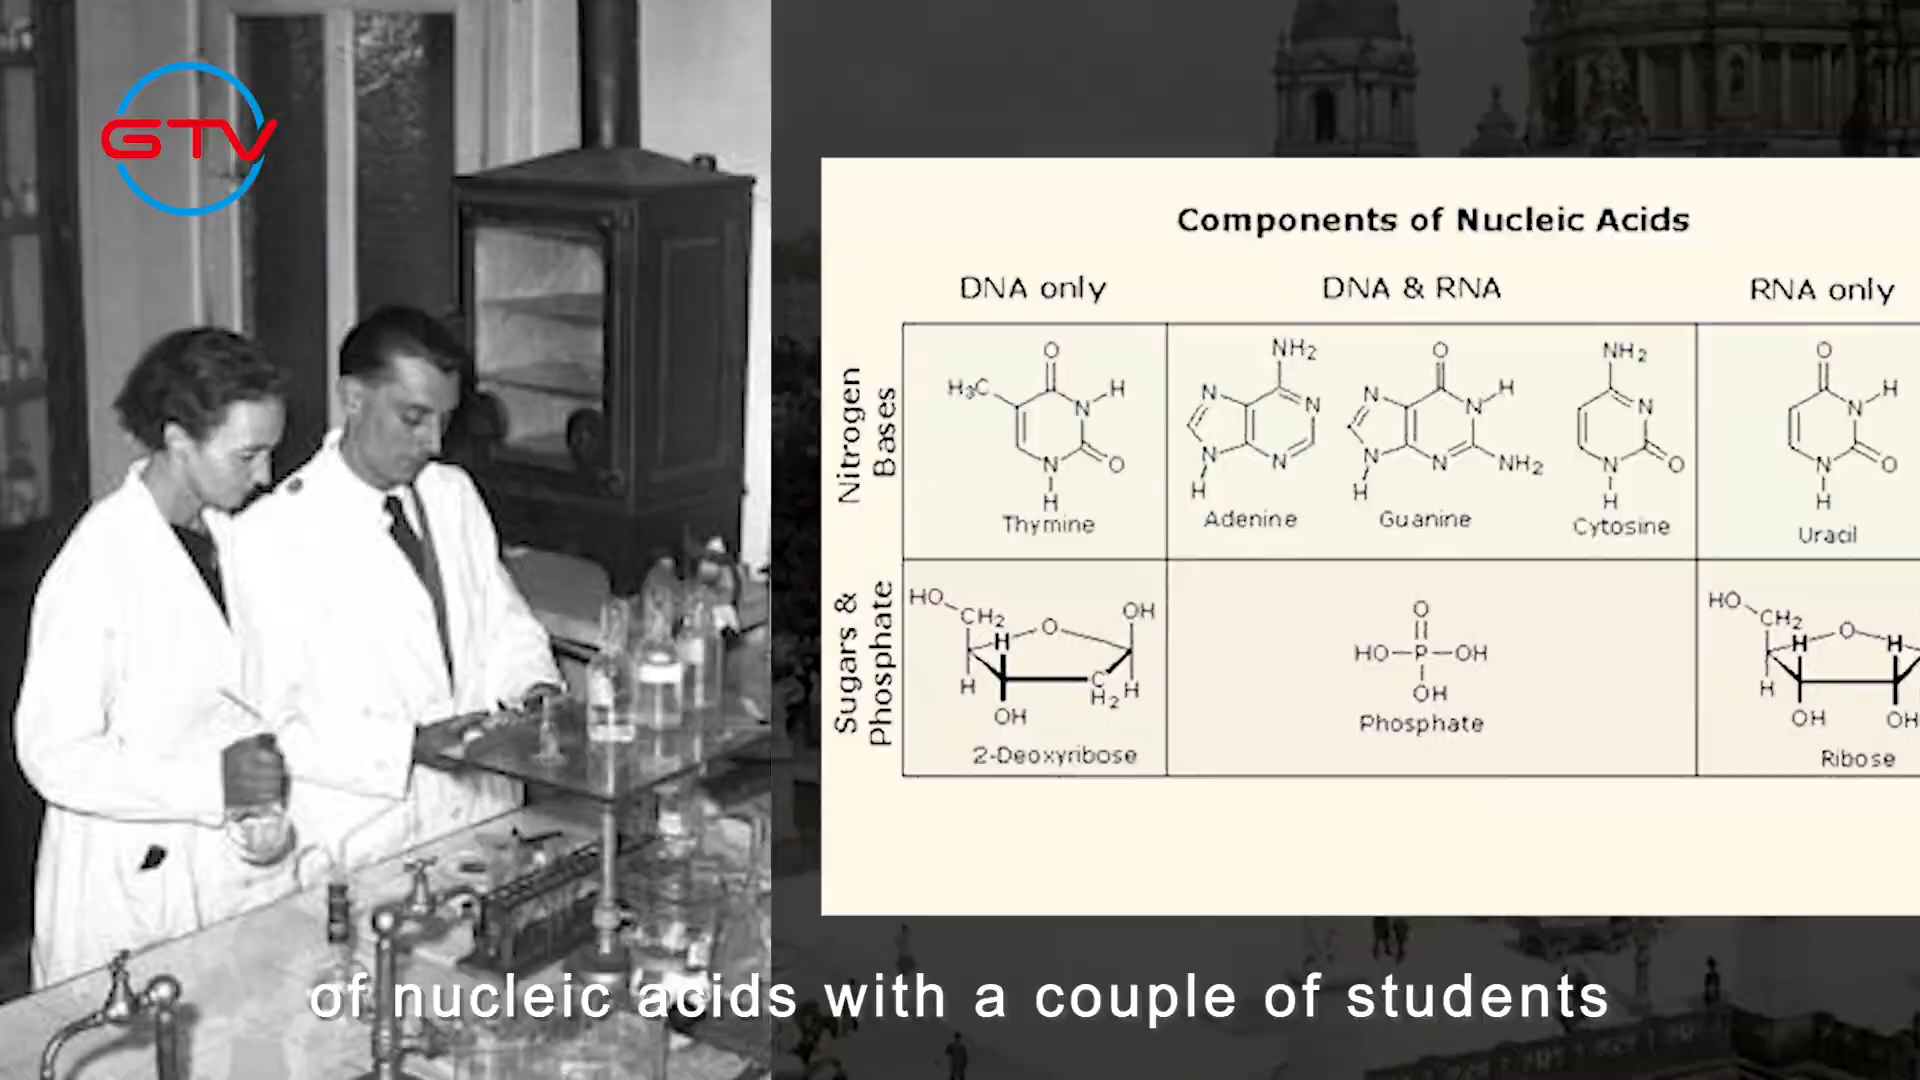 GTV
Components of Nucleic Acids
DNA only
DNA & RNA
RNA only
Nitrogen
Bases
O
H3C
N
H
O
N
H
Thymine
NH2
N
N
N
N
H
Adenine
O
N
N
H
N
N
NH2
H
Guanine
NH2
N
N
O
H
Cytosine
O
N
H
N
O
H
Uracil
Sugars &
Phosphate
HO
CH2
O
OH
H
H
C
H2
H
OH
2-Deoxyribose
O
HO
P
OH
OH
Phosphate
HO
CH2
O
H
H
H
OH
OH
Ribose
of nucleic acids with a couple of students